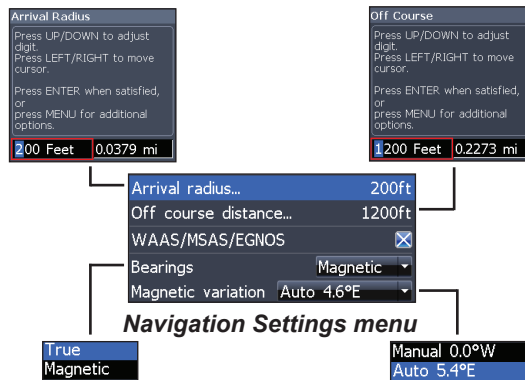 Arrival Radius
Press UP/DOWN to adjust
digit.
Press LEFT/RIGHT to move
cursor.
Press ENTER when satisfied,
or
press MENU for additional
options.
200 Feet 0.0379 mi
Off Course
Press UP/DOWN to adjust
digit.
Press LEFT/RIGHT to move
cursor.
Press ENTER when satisfied,
or
press MENU for additional
options.
1200 Feet 0.2273 mi
Arrival radius... 200ft
Off course distance... 1200ft
WAAS/MSAS/EGNOS
Bearings Magnetic
Magnetic variation Auto 4.6°E
Navigation Settings menu
True
Magnetic
Manual 0.0°W
Auto 5.4°E